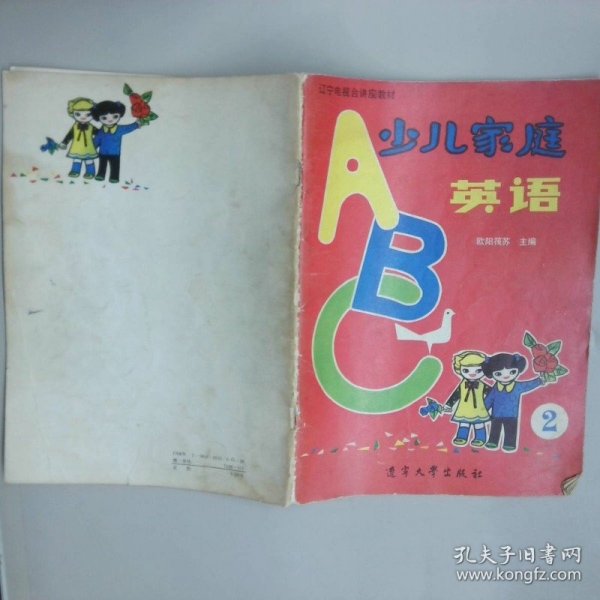 辽宁电视台讲座教材
少儿家庭
英语
ABC
欧阳筏苏 主编
2
辽宁大学出版社
孔夫子旧书网
www.kongfz.com